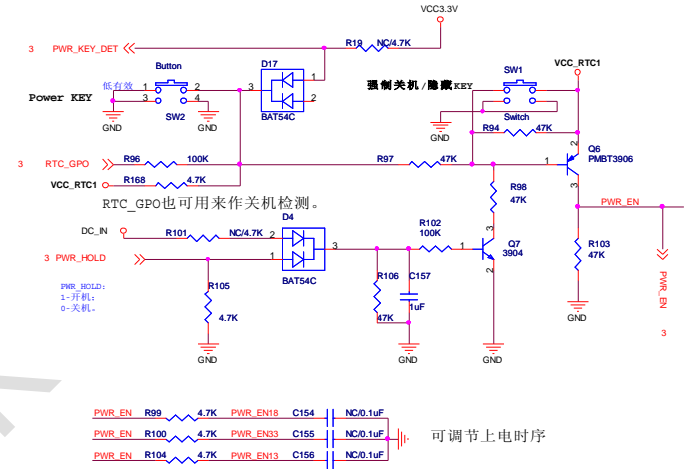 VCC3.3V
3 PWR_KEY_DET R19 NC/4.7K
Button D17 1 3 2 BAT54C
低有效 1 2
Power KEY 3 4
GND SW2 GND
强制关机/隐藏KEY SW1 VCC_RTC1
GND Switch
R94 47K 2 Q6
3 RTC_GPO R96 100K R97 47K 1 PMBT3906
VCC_RTC1 R168 4.7K R98 47K 3
RTC_GPO也可用来作关机检测。
PWR_EN
DC_IN R101 NC/4.7K 2 D4 3 R102 100K 1 3 Q7 3904 2
3 PWR_HOLD 1 BAT54C
R103 47K
PWR_EN
3
PWR_HOLD:
1-开机;
0-关机。
R105 4.7K
R106 47K C157 1uF
GND GND GND GND
PWR_EN R99 4.7K PWR_EN18 C154 NC/0.1uF
PWR_EN R100 4.7K PWR_EN33 C155 NC/0.1uF
PWR_EN R104 4.7K PWR_EN13 C156 NC/0.1uF
可调节上电时序